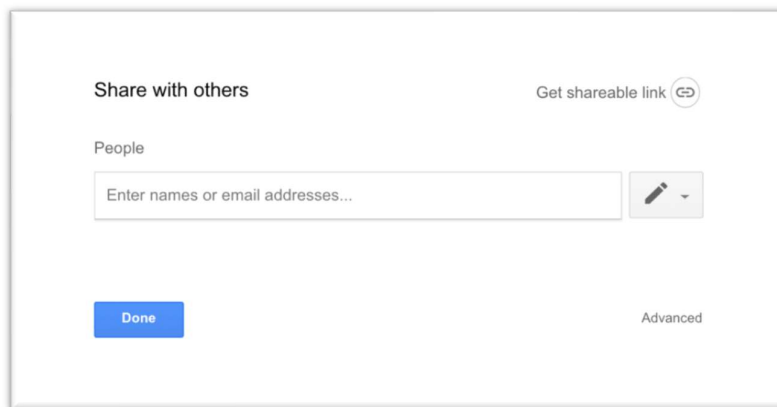 Share with others
Get shareable link
People
Enter names or email addresses...
Done
Advanced